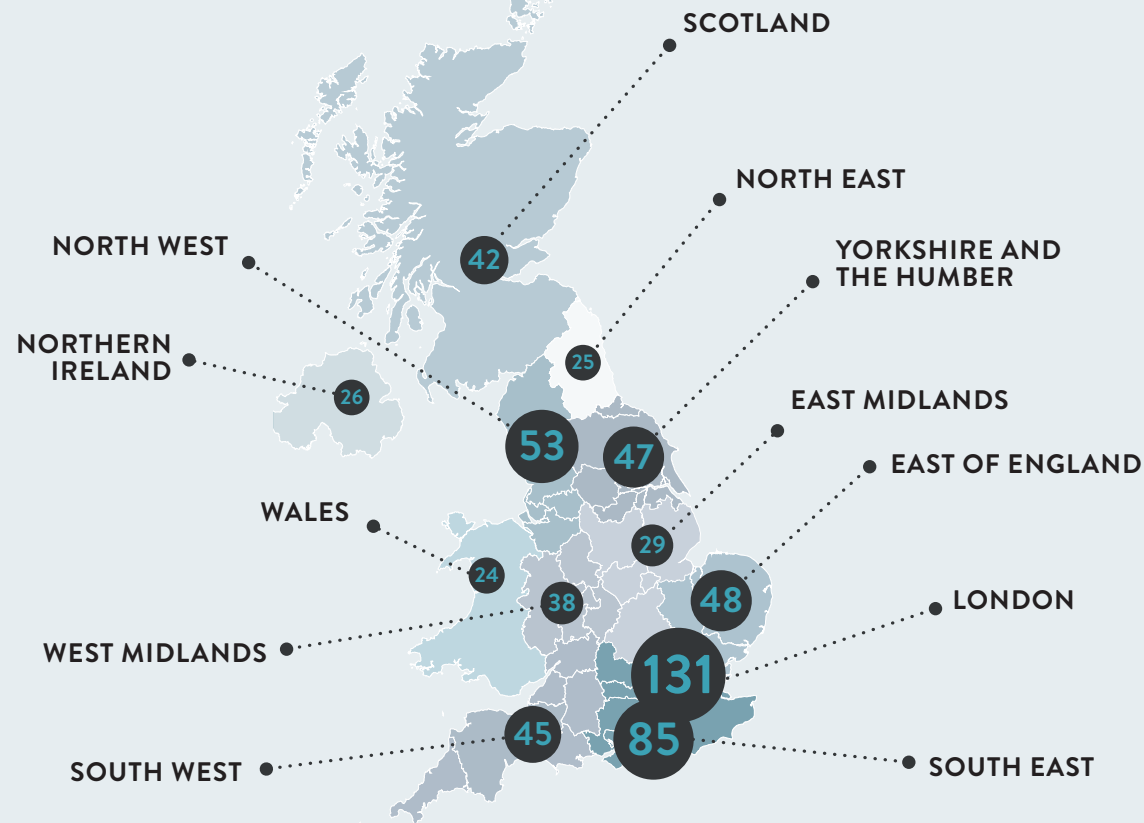 SCOTLAND
NORTH EAST
NORTH WEST
YORKSHIRE AND
THE HUMBER
42
NORTHERN
IRELAND
25
26
EAST MIDLANDS
53
47
EAST OF ENGLAND
WALES
29
24
38
48
LONDON
WEST MIDLANDS
131
45
85
SOUTH WEST
SOUTH EAST